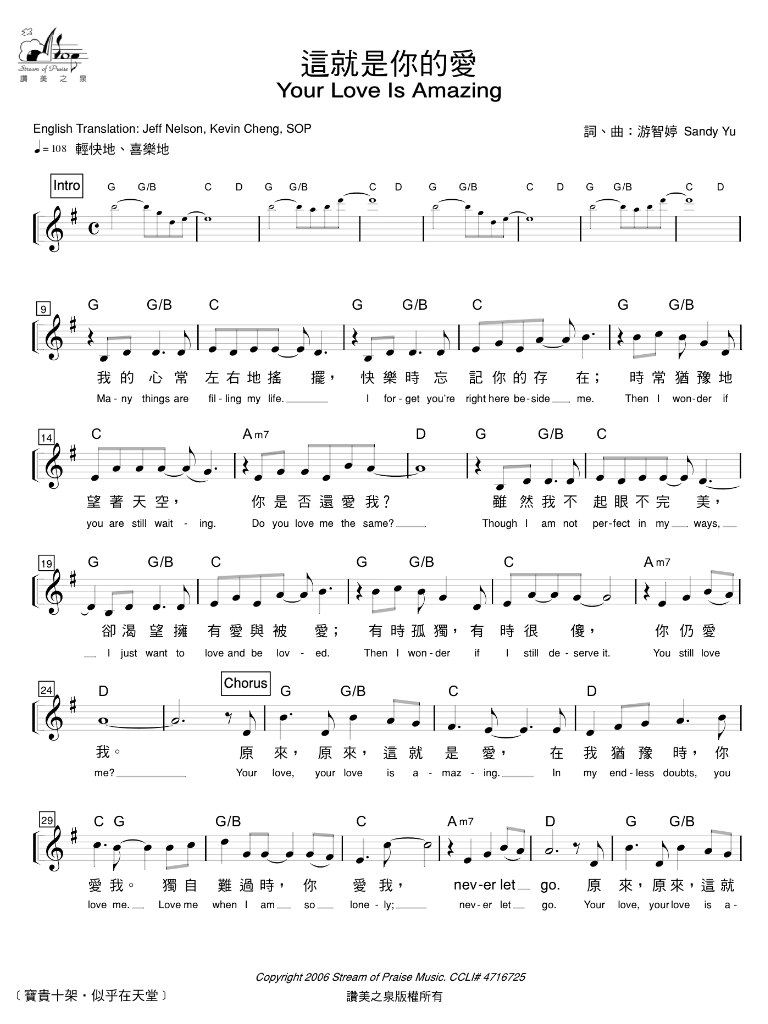 Stream of Praise
讚 美 之 泉
這就是你的愛
Your Love Is Amazing
English Translation: Jeff Nelson, Kevin Cheng, SOP
詞、曲：游智婷 Sandy Yu
♩= 108 輕快地、喜樂地
Intro
G G/B C D G G/B C D G G/B C D G G/B C D
9
G G/B C G G/B C G G/B
我 的 心 常 左 右 地 搖 擺， 快 樂 時 忘 記 你 的 存 在； 時 常 猶 豫 地
Ma - ny things are fil - ling my life. I for - get you're right here be - side me. Then I won - der if
14
C Am7 D G G/B C
望 著 天 空， 你 是 否 還 愛 我？ 雖 然 我 不 起 眼 不 完 美，
you are still wait - ing. Do you love me the same? Though I am not per - fect in my ways,
19
G G/B C G G/B C Am7
卻 渴 望 擁 有 愛 與 被 愛； 有 時 孤 獨， 有 時 很 傻， 你 仍 愛
I just want to love and be lov - ed. Then I won - der if I still de - serve it. You still love
24
Chorus
D G G/B C D
我。 原 來， 原 來， 這 就 是 愛， 在 我 猶 豫 時， 你
me? Your love, your love is a - maz - ing. In my end - less doubts, you
29
C G G/B C Am7 D G G/B
愛 我。 獨 自 難 過 時， 你 愛 我， nev-er let go. 原 來， 原 來， 這 就
love me. Love me when I am so lone - ly; nev - er let go. Your love, your love is a -
Copyright 2006 Stream of Praise Music. CCLI# 4716725
〔 寶貴十架・似乎在天堂 〕
讚美之泉版權所有